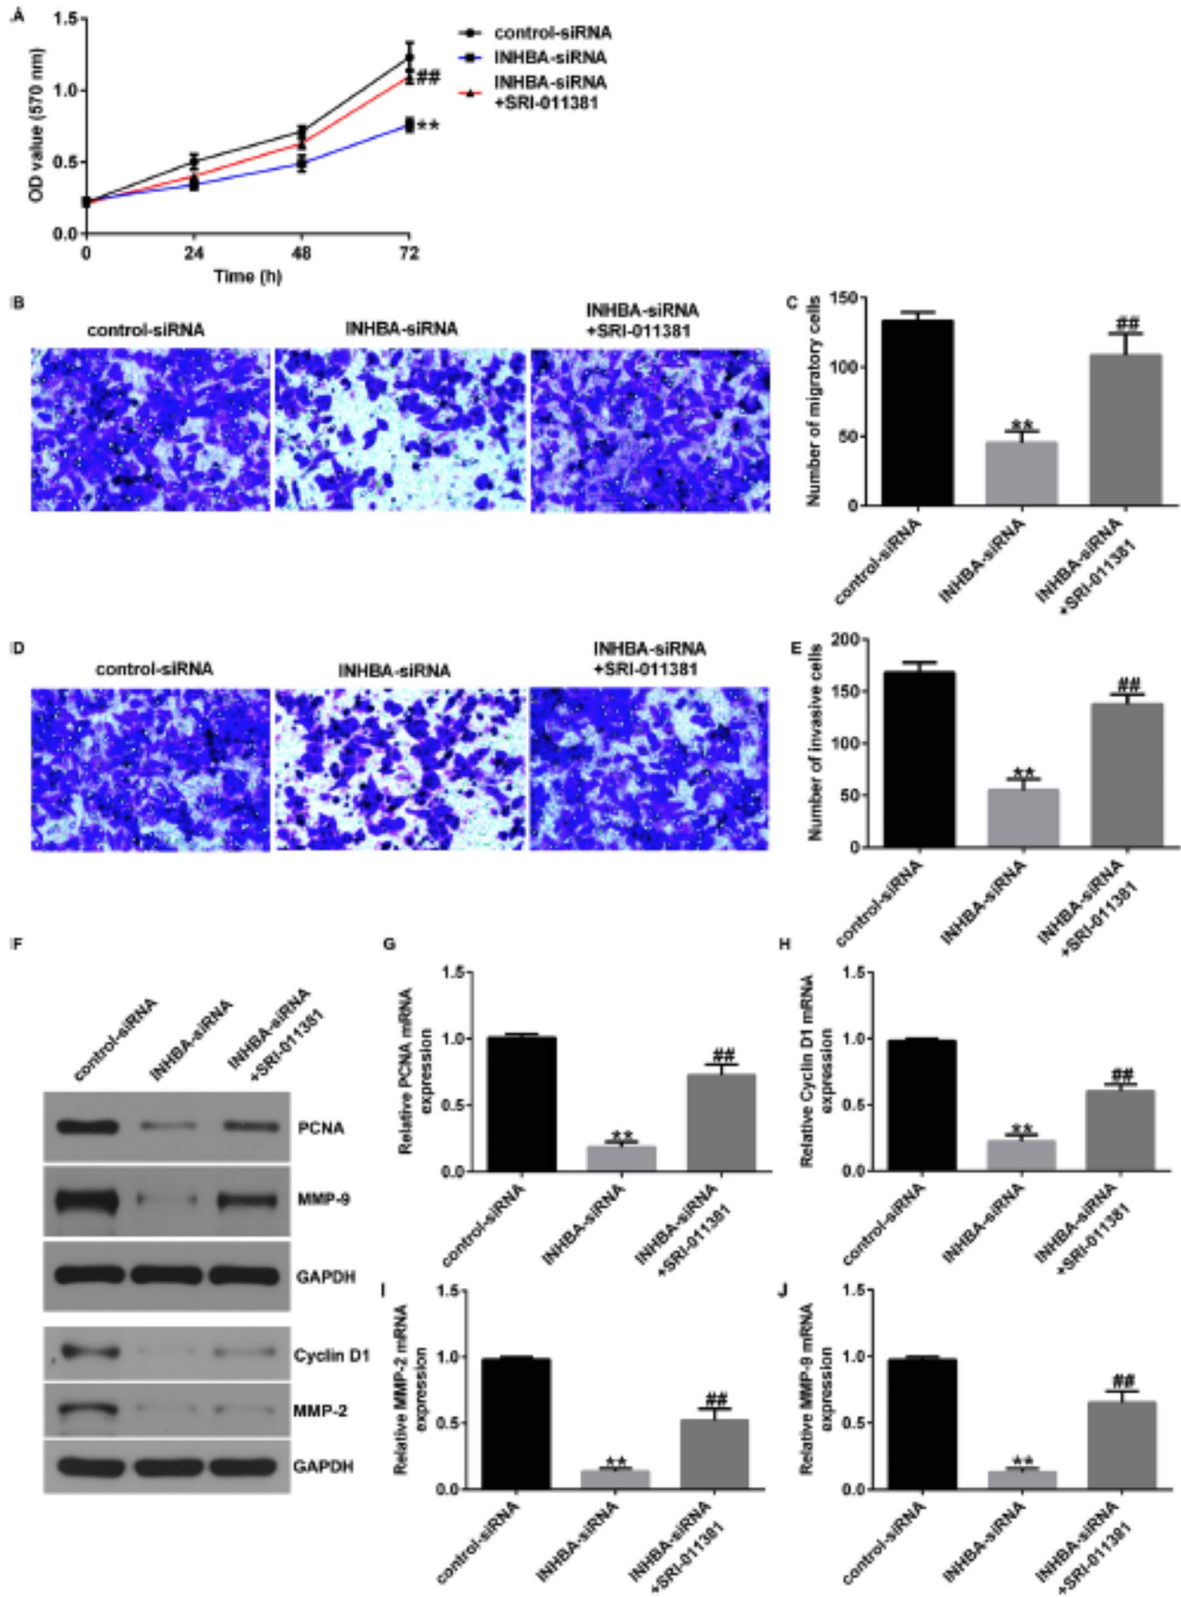 A
1.5
1.0
0.5
0.0
OD value (570 nm)
0
24
48
72
Time (h)
##
**
control-siRNA
INHBA-siRNA
INHBA-siRNA
+SRI-011381
B
control-siRNA
INHBA-siRNA
INHBA-siRNA
+SRI-011381
C
150
100
50
0
Number of migratory cells
**
##
control-siRNA
INHBA-siRNA
INHBA-siRNA
+SRI-011381
D
control-siRNA
INHBA-siRNA
INHBA-siRNA
+SRI-011381
E
200
150
100
50
0
Number of invasive cells
**
##
control-siRNA
INHBA-siRNA
INHBA-siRNA
+SRI-011381
F
control-siRNA
INHBA-siRNA
INHBA-siRNA
+SRI-011381
PCNA
MMP-9
GAPDH
Cyclin D1
MMP-2
GAPDH
G
1.5
1.0
0.5
0.0
Relative PCNA mRNA
expression
**
##
control-siRNA
INHBA-siRNA
INHBA-siRNA
+SRI-011381
H
1.5
1.0
0.5
0.0
Relative Cyclin D1 mRNA
expression
**
##
control-siRNA
INHBA-siRNA
INHBA-siRNA
+SRI-011381
I
1.5
1.0
0.5
0.0
Relative MMP-2 mRNA
expression
**
##
control-siRNA
INHBA-siRNA
INHBA-siRNA
+SRI-011381
J
1.5
1.0
0.5
0.0
Relative MMP-9 mRNA
expression
**
##
control-siRNA
INHBA-siRNA
INHBA-siRNA
+SRI-011381